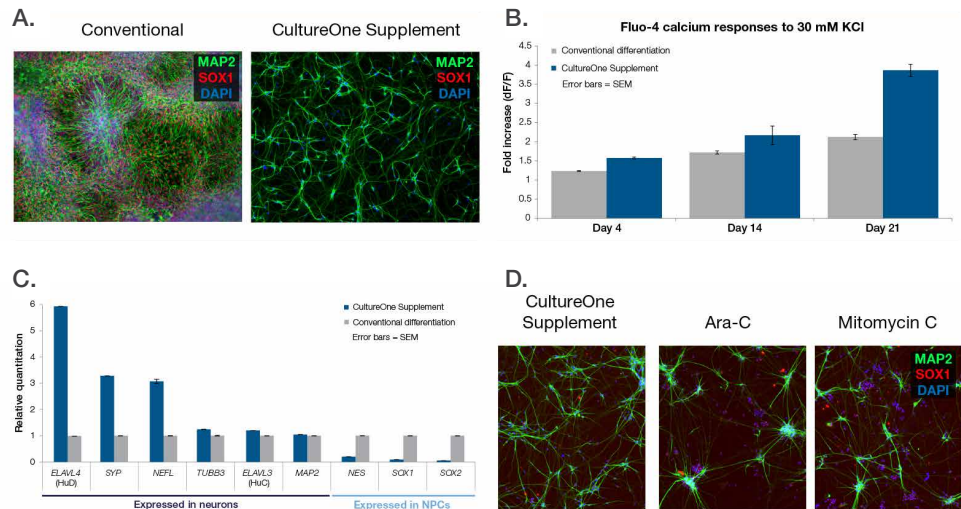 A.
Conventional
CultureOne Supplement
MAP2
SOX1
DAPI
MAP2
SOX1
DAPI
B.
Fluo-4 calcium responses to 30 mM KCl
Conventional differentiation
CultureOne Supplement
Error bars = SEM
Fold increase (dF/F)
4.5
4
3.5
3
2.5
2
1.5
1
0.5
0
Day 4
Day 14
Day 21
C.
CultureOne Supplement
Conventional differentiation
Error bars = SEM
Relative quantitation
6
5
4
3
2
1
0
ELAVL4 SYP NEFL TUBB3 ELAVL3 MAP2 NES SOX1 SOX2
(HuD) (HuC)
Expressed in neurons
Expressed in NPCs
D.
CultureOne
Supplement
Ara-C
Mitomycin C
MAP2
SOX1
DAPI